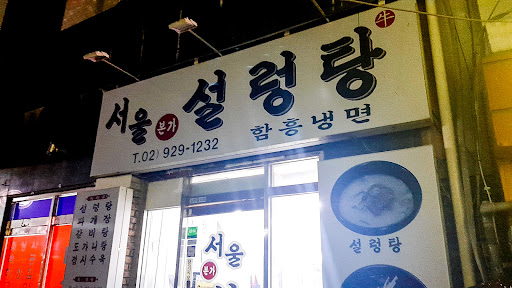 서울 본가 설렁탕 牛
함흥냉면
T.02) 929-1232
설렁탕
육개장
갈비탕
도가니탕
접시수육
서울
본가
설렁탕